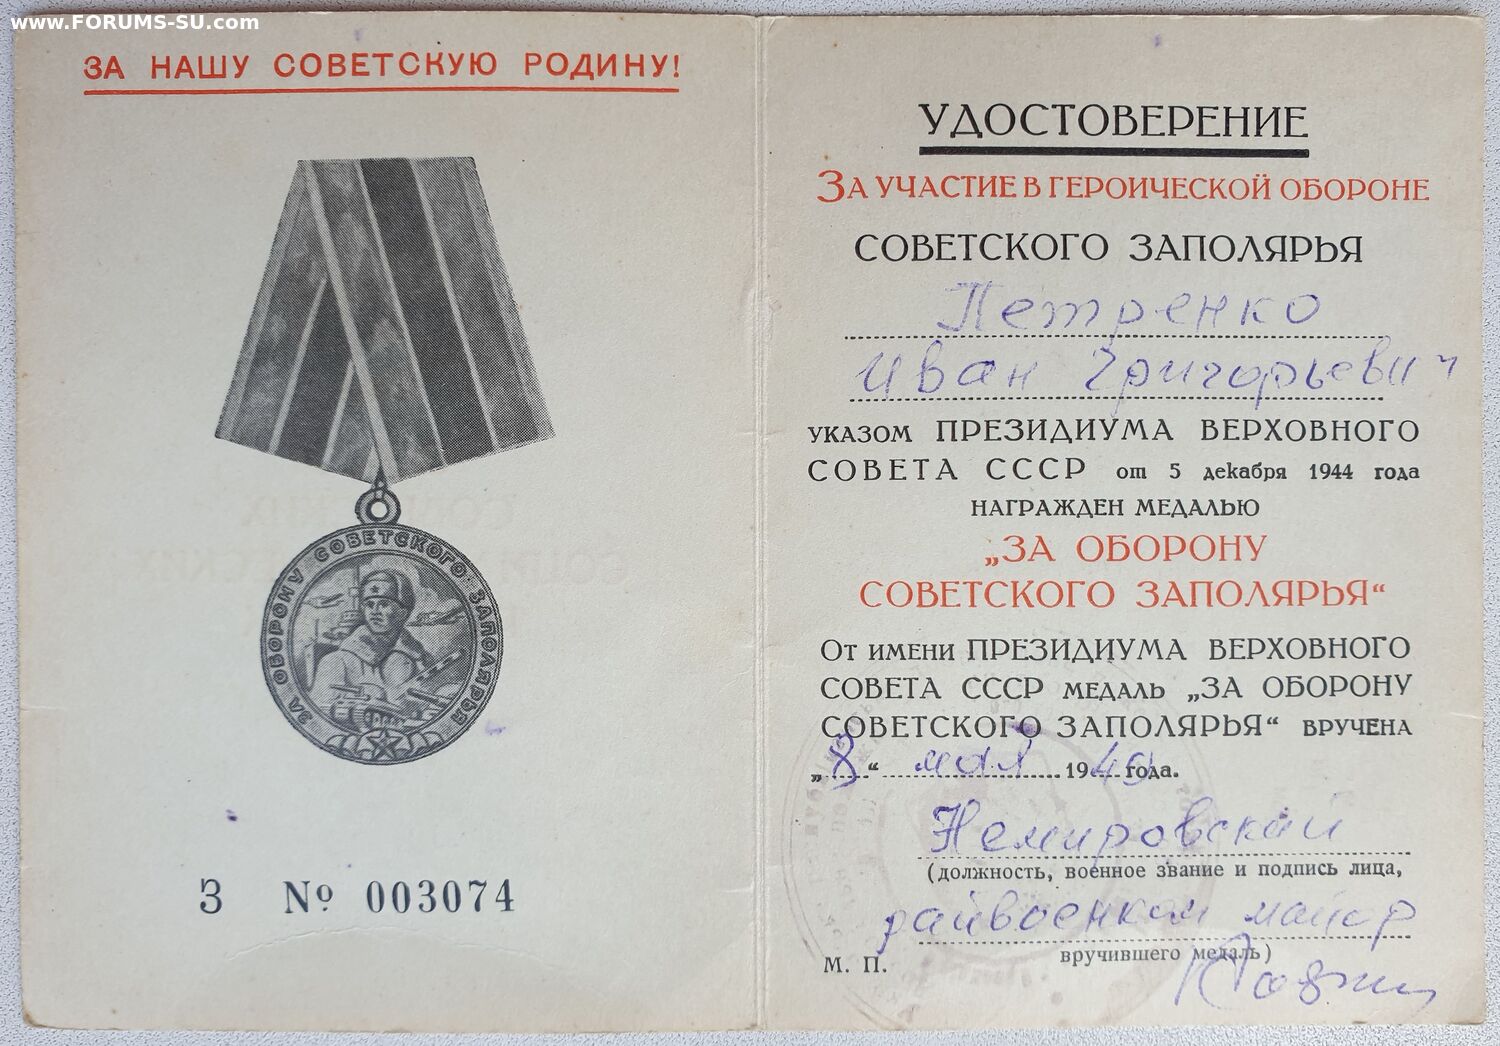 www.FORUMS-SU.com
ЗА НАШУ СОВЕТСКУЮ РОДИНУ!
ЗА ОБОРОНУ СОВЕТСКОГО ЗАПОЛЯРЬЯ
З № 003074
УДОСТОВЕРЕНИЕ
ЗА УЧАСТИЕ В ГЕРОИЧЕСКОЙ ОБОРОНЕ
СОВЕТСКОГО ЗАПОЛЯРЬЯ
Петренко
Иван Григорьевич
УКАЗОМ ПРЕЗИДИУМА ВЕРХОВНОГО
СОВЕТА СССР от 5 декабря 1944 года
НАГРАЖДЕН МЕДАЛЬЮ
„ЗА ОБОРОНУ
СОВЕТСКОГО ЗАПОЛЯРЬЯ“
ОТ ИМЕНИ ПРЕЗИДИУМА ВЕРХОВНОГО
СОВЕТА СССР МЕДАЛЬ „ЗА ОБОРОНУ
СОВЕТСКОГО ЗАПОЛЯРЬЯ“ ВРУЧЕНА
„8“ мая 19 года.
Немировский
(должность, военное звание и подпись лица,
райвоенком майор
вручившего медаль)
М. П.